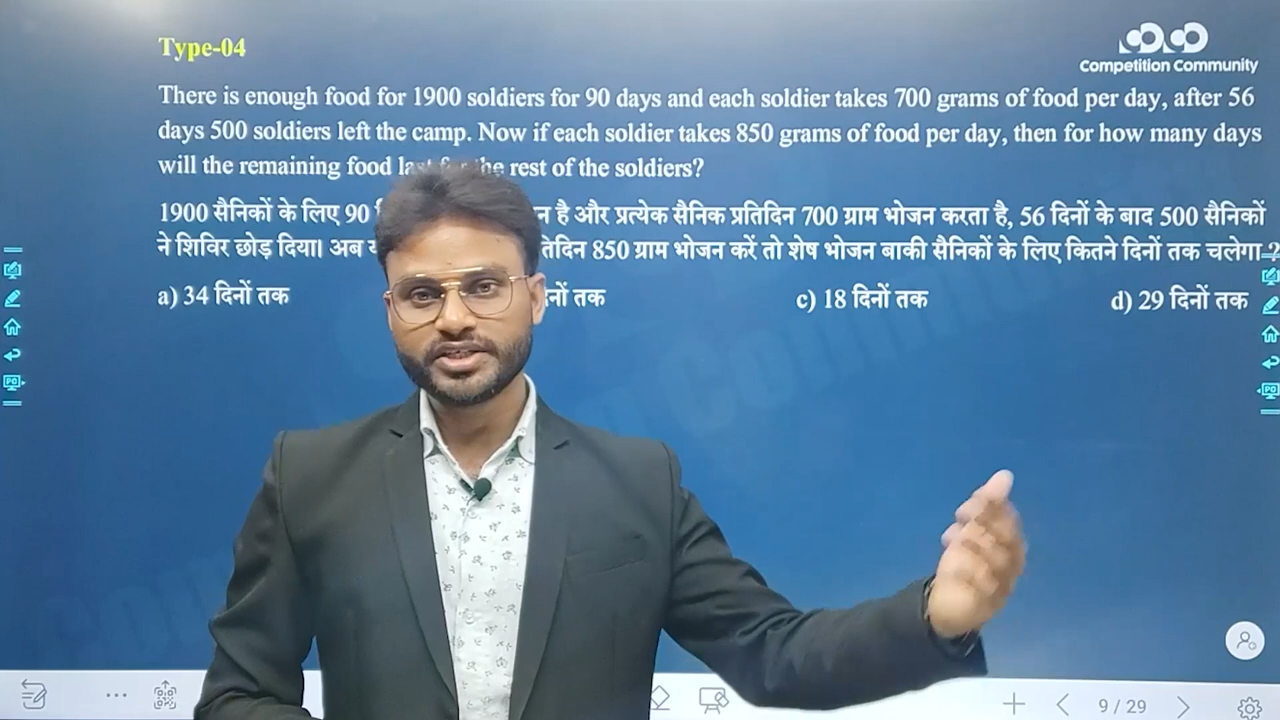 Type-04
Competition Community
There is enough food for 1900 soldiers for 90 days and each soldier takes 700 grams of food per day, after 56
days 500 soldiers left the camp. Now if each soldier takes 850 grams of food per day, then for how many days
will the remaining food last for the rest of the soldiers?
1900 सैनिकों के लिए 90 है और प्रत्येक सैनिक प्रतिदिन 700 ग्राम भोजन करता है, 56 दिनों के बाद 500 सैनिकों
ने शिविर छोड़ दिया। अब 850 ग्राम भोजन करें तो शेष भोजन बाकी सैनिकों के लिए कितने दिनों तक चलेगा ?
a) 34 दिनों तक तक c) 18 दिनों तक d) 29 दिनों तक
9 / 29